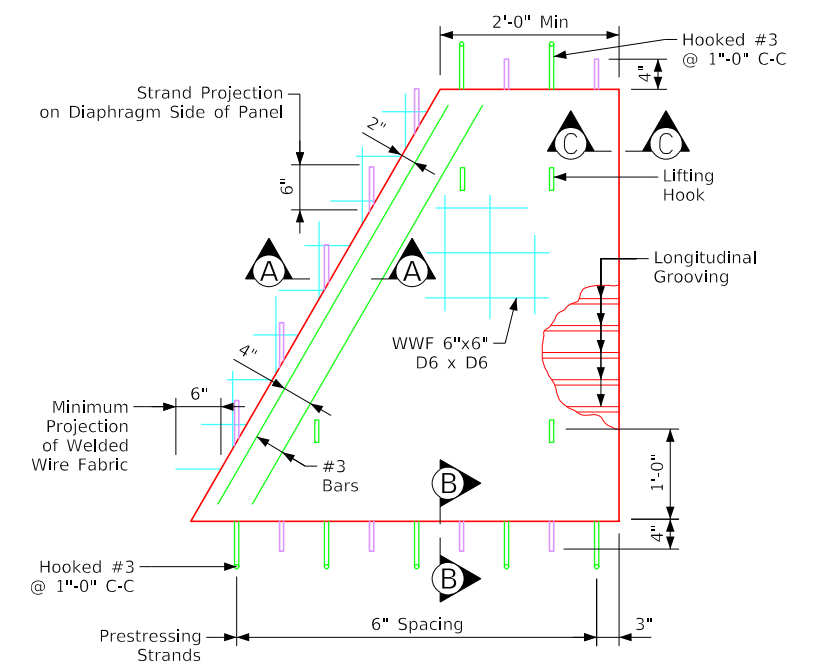 2'-0" Min
Hooked #3
@ 1"-0" C-C
4"
Strand Projection
on Diaphragm Side of Panel
2"
C
C
6"
Lifting
Hook
A
A
Longitudinal
Grooving
WWF 6"x6"
D6 x D6
4"
Minimum
Projection
of Welded
Wire Fabric
6"
#3
Bars
B
1'-0"
4"
Hooked #3
@ 1"-0" C-C
B
6" Spacing
3"
Prestressing
Strands